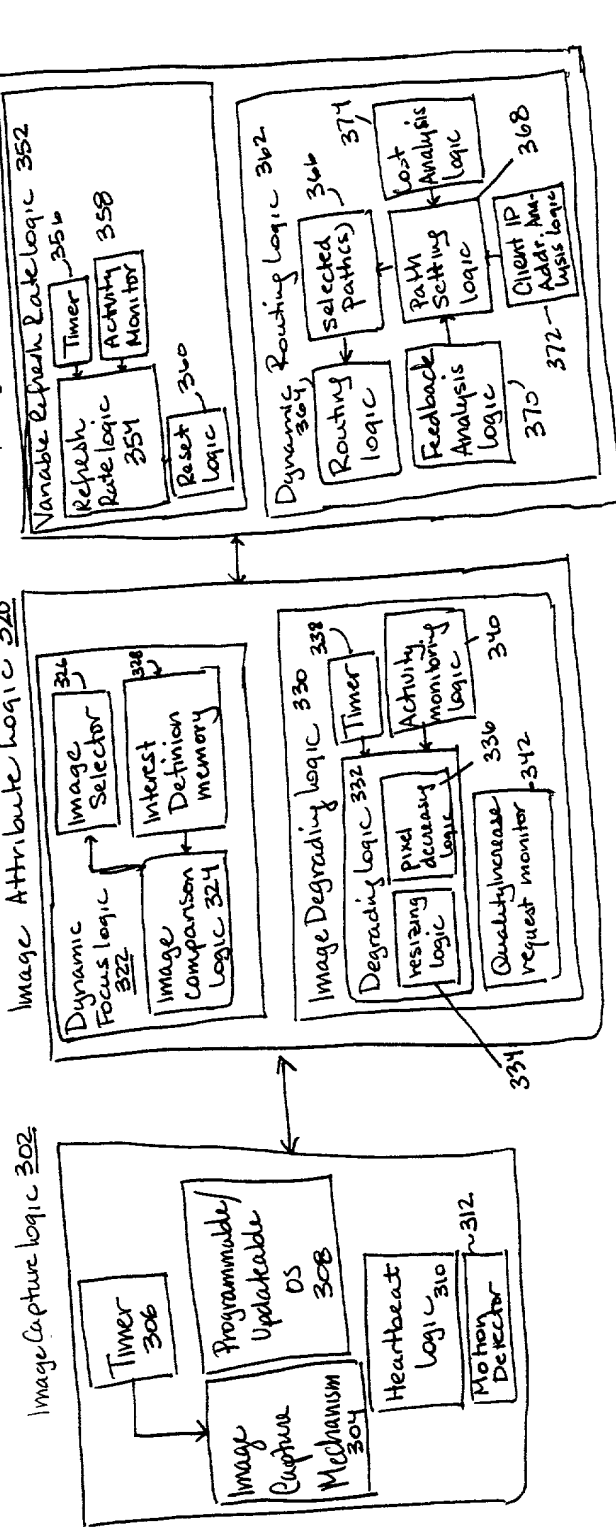 Image Capture Logic 302
Timer
306
Programmable/
Updateable
OS
308
Image
Capture
Mechanism
304
Heartbeat
Logic 310
Motion
Detector
312
Image Attribute Logic 320
Dynamic
Focus logic
322
Image
Selector
326
Image
Comparison
Logic 324
Interest
Definion
memory
328
Image Degrading Logic 330
Degrading Logic 332
resizing
logic
334
pixel
decreasg
logic
336
Timer
338
Activity
monitoring
logic
340
Quality Increase
request monitor
342
Variable Refresh Rate logic 352
Refresh
Rate logic
354
Timer
356
Activity
Monitor
358
Reset
Logic
360
Dynamic Routing Logic 362
364
Routing
logic
selected
path(s)
366
Feedback
Analysis
Logic
370
Path
Setting
logic
368
Cost
Analysis
logic
374
Client IP
Addr. Ana-
lysis logic
372